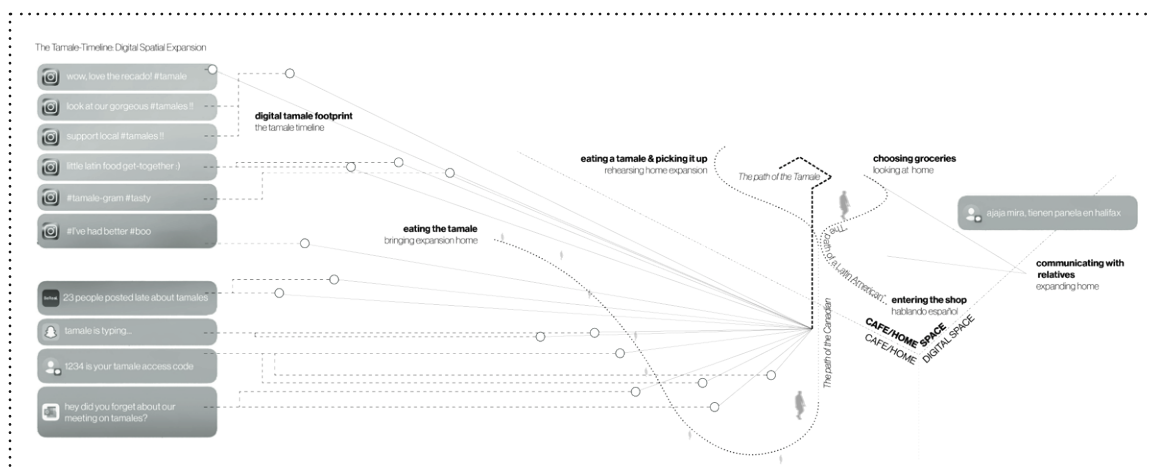 The Tamale-Timeline: Digital Spatial Expansion
wow, love the recado! #tamale
look at our gorgeous #tamales !!
support local #tamales !!
little latin food get-together :)
#tamale-gram #tasty
#I've had better #boo
23 people posted late about tamales
tamale is typing...
1234 is your tamale access code
hey did you forget about our
meeting on tamales?
digital tamale footprint
the tamale timeline
eating the tamale
bringing expansion home
eating a tamale & picking it up
rehearsing home expansion
The path of the Tamale
choosing groceries
looking at home
ajaja mira, tienen panela en halifax
The path of a Latin American
communicating with
relatives
expanding home
entering the shop
hablando español
The path of the Canadian
CAFE/HOME SPACE
CAFE/HOME DIGITAL SPACE